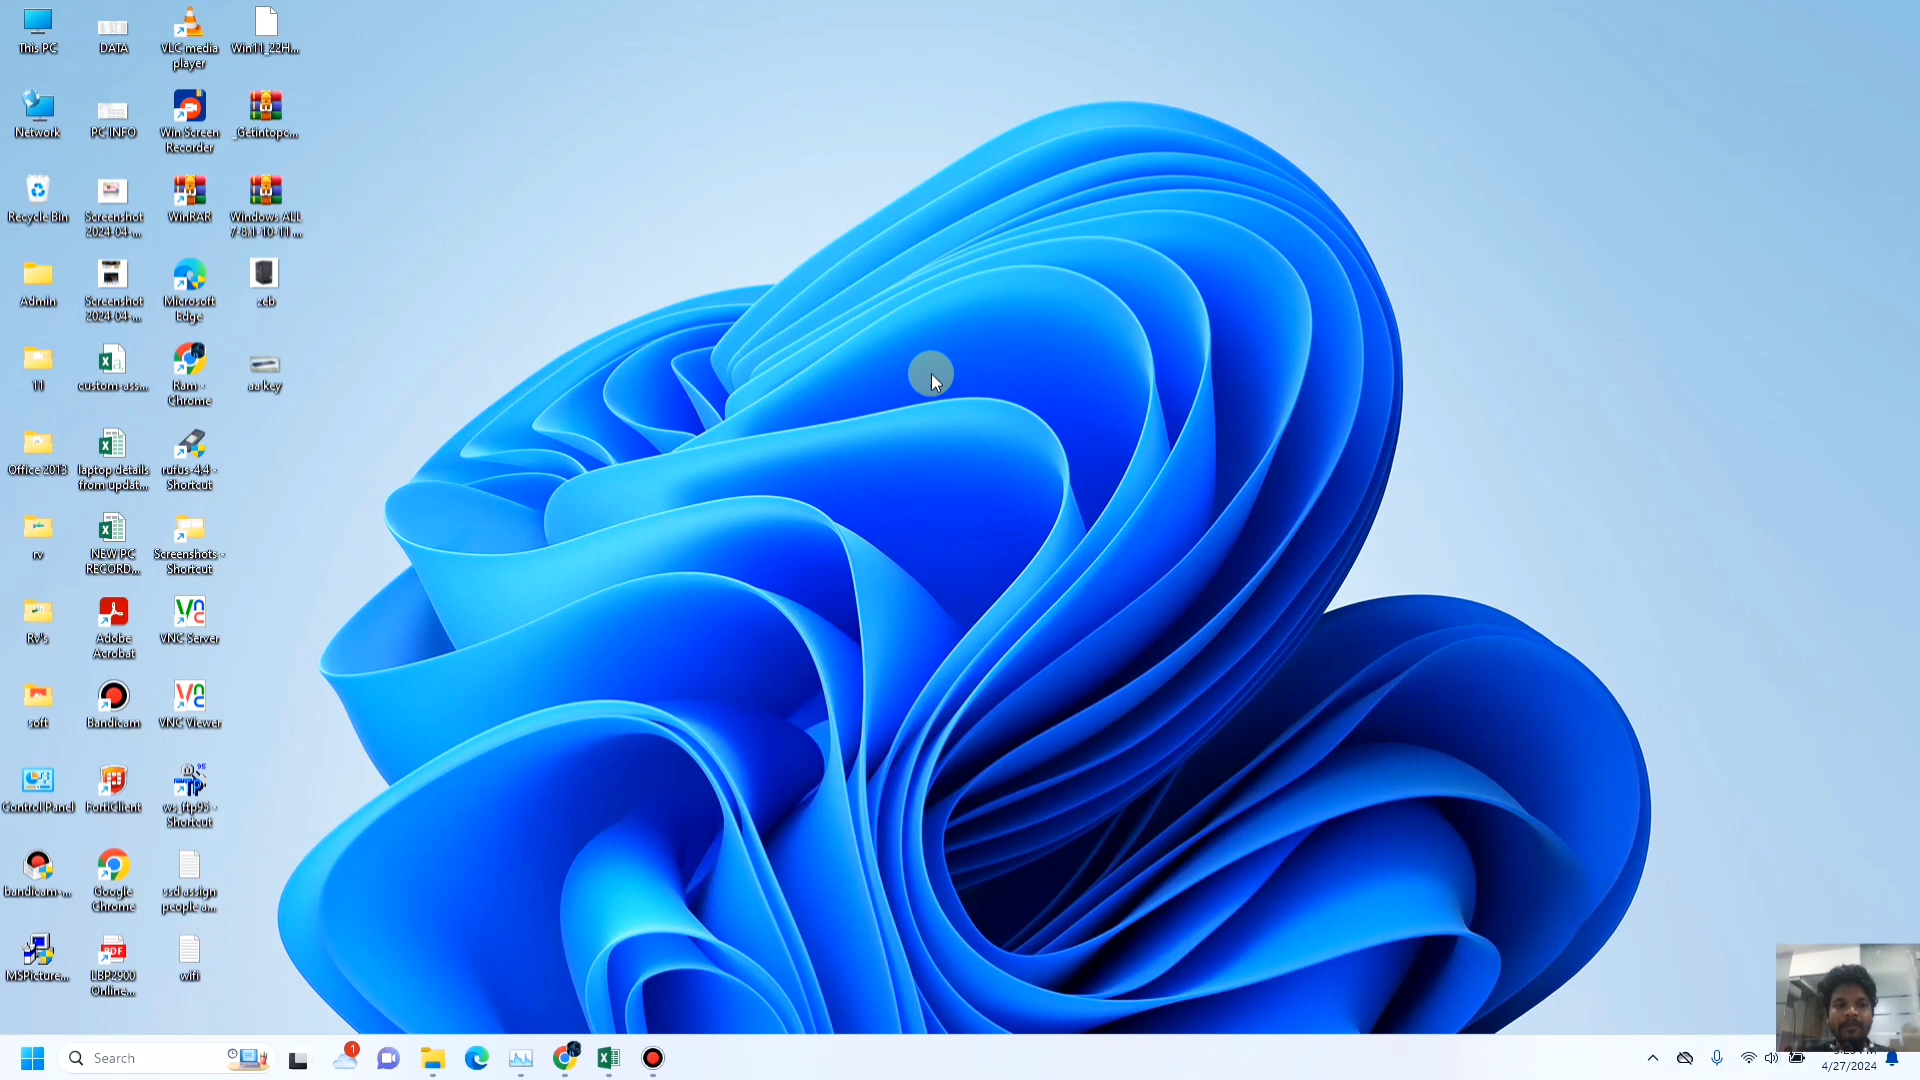 This PC
DATA
VLC media
player
Win11_22H...
Network
PC INFO
Win Screen
Recorder
_Getintopc...
Recycle Bin
Screenshot
2024-04-...
WinRAR
Windows ALL
7-8.1-10-11 ...
Admin
Screenshot
2024-04-...
Microsoft
Edge
zeb
11
custom-ass...
Ram -
Chrome
aa key
Office 2013
laptop details
from updat...
rufus-4.4 -
Shortcut
rv
NEW PC
RECORD...
Screenshots -
Shortcut
Rv's
Adobe
Acrobat
VNC Server
soft
Bandicam
VNC Viewer
Control Panel
FortiClient
ws_ftp95 -
Shortcut
bandicam-...
Google
Chrome
ssd assign
people a...
MSPicture...
LBP2900
Online...
wifi
Search
1
4/27/2024